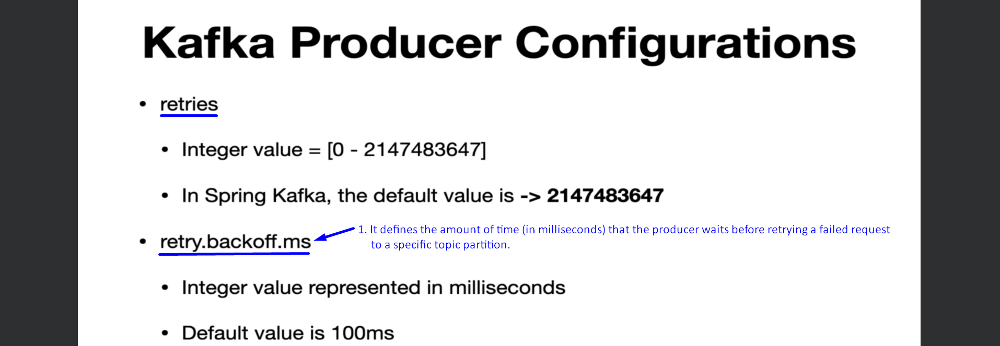 Kafka Producer Configurations
• retries
• Integer value = [0 - 2147483647]
• In Spring Kafka, the default value is -> 2147483647
1. It defines the amount of time (in milliseconds) that the producer waits before retrying a failed request
to a specific topic partition.
• retry.backoff.ms
• Integer value represented in milliseconds
• Default value is 100ms